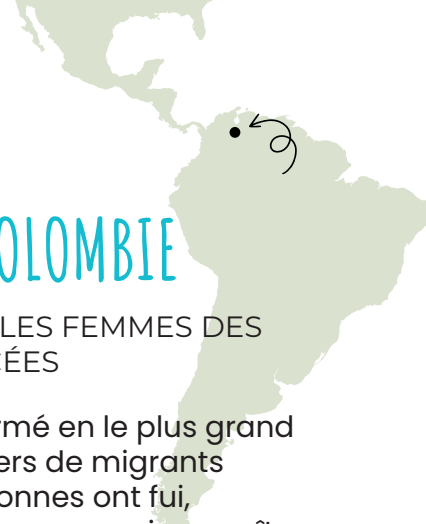 OLOMBIE
LES FEMMES DES
ÉES
rmé en le plus grand
ers de migrants
onnes ont fui,